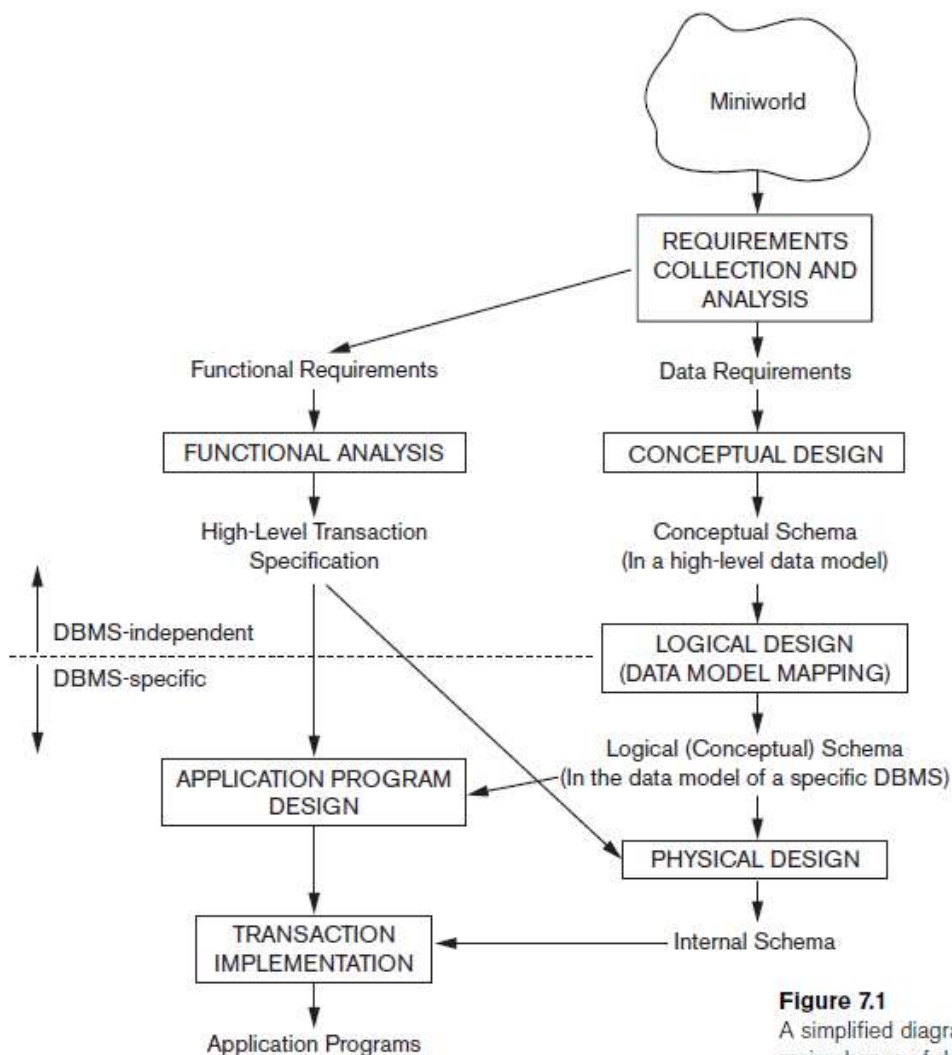 Miniworld
REQUIREMENTS
COLLECTION AND
ANALYSIS
Functional Requirements
Data Requirements
FUNCTIONAL ANALYSIS
CONCEPTUAL DESIGN
High-Level Transaction
Specification
Conceptual Schema
(In a high-level data model)
DBMS-independent
DBMS-specific
LOGICAL DESIGN
(DATA MODEL MAPPING)
Logical (Conceptual) Schema
(In the data model of a specific DBMS)
APPLICATION PROGRAM
DESIGN
PHYSICAL DESIGN
TRANSACTION
IMPLEMENTATION
Internal Schema
Application Programs
Figure 7.1
A simplified diagra